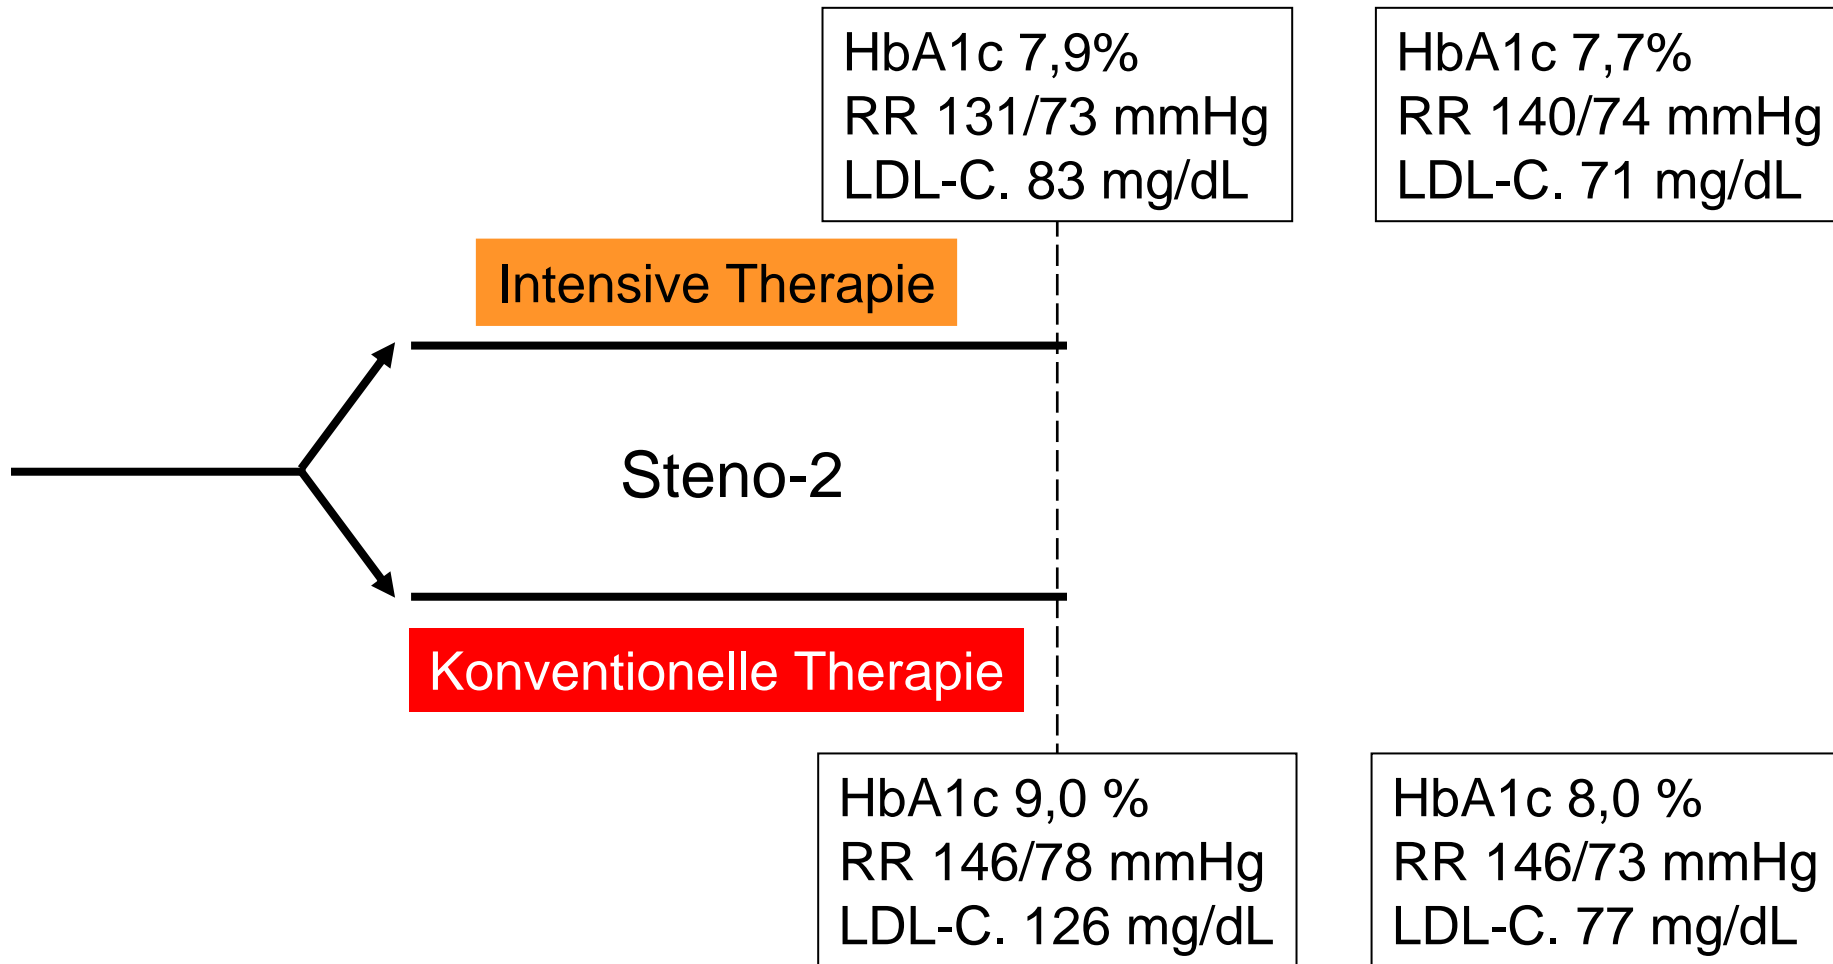 HbA1c 7,9%
RR 131/73 mmHg
LDL-C. 83 mg/dL
HbA1c 7,7%
RR 140/74 mmHg
LDL-C. 71 mg/dL
Intensive Therapie
Steno-2
Konventionelle Therapie
HbA1c 9,0 %
RR 146/78 mmHg
LDL-C. 126 mg/dL
HbA1c 8,0 %
RR 146/73 mmHg
LDL-C. 77 mg/dL